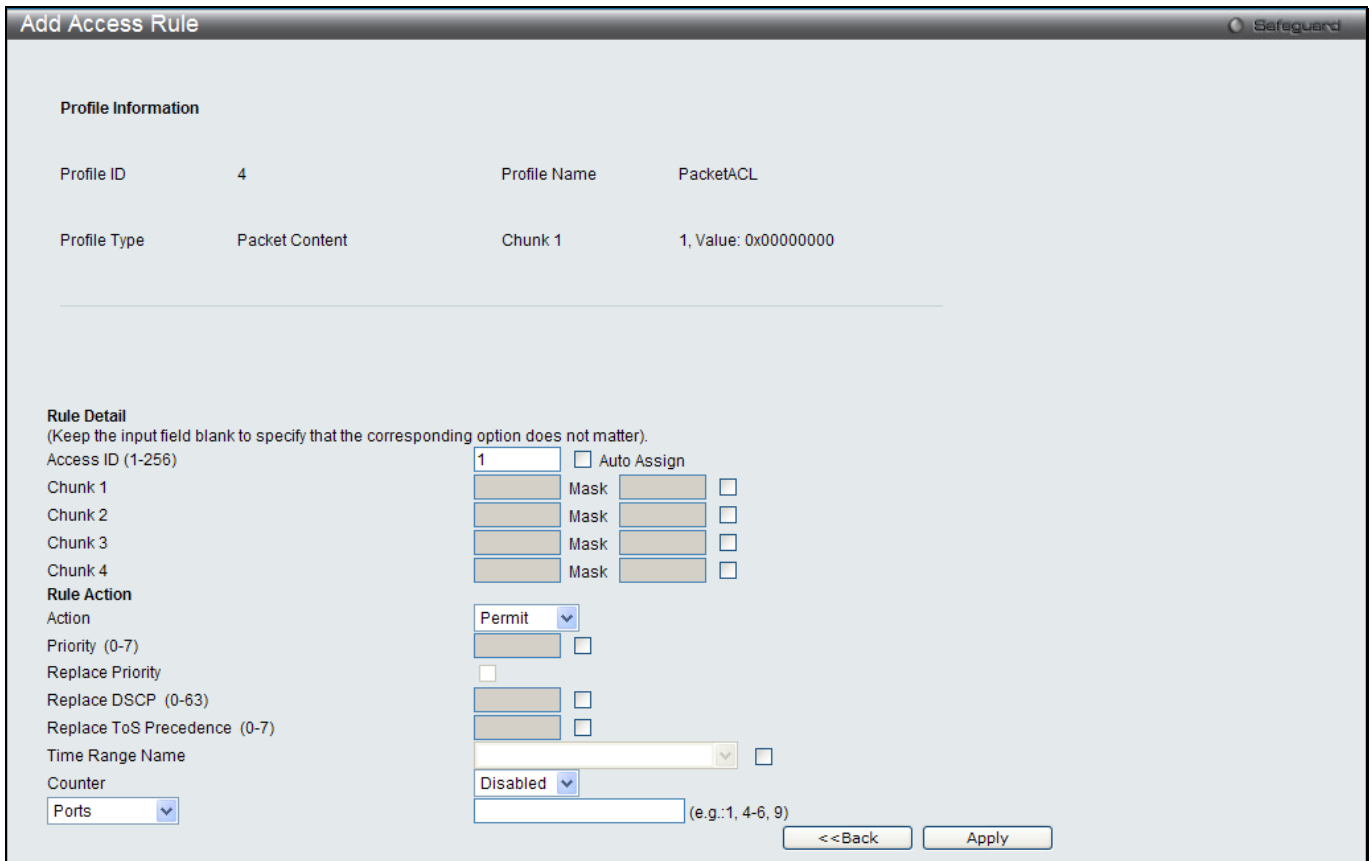 Add Access Rule Safeguard
Profile Information
Profile ID 4 Profile Name PacketACL
Profile Type Packet Content Chunk 1 1, Value: 0x00000000
Rule Detail
(Keep the input field blank to specify that the corresponding option does not matter).
Access ID (1-256) 1 Auto Assign
Chunk 1 Mask
Chunk 2 Mask
Chunk 3 Mask
Chunk 4 Mask
Rule Action
Action Permit
Priority (0-7)
Replace Priority
Replace DSCP (0-63)
Replace ToS Precedence (0-7)
Time Range Name
Counter Disabled
Ports (e.g.:1, 4-6, 9)
<<Back Apply